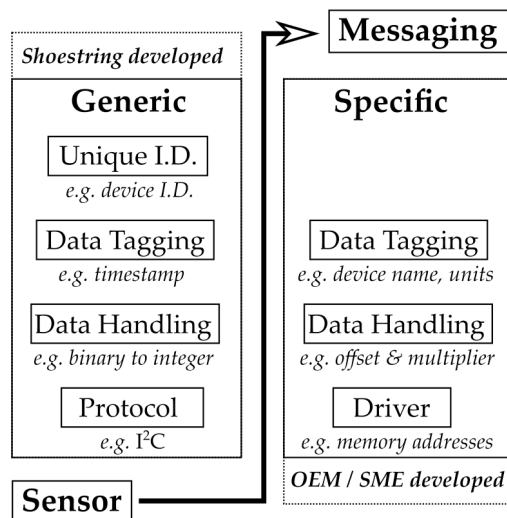 Messaging
Shoestring developed
Generic
Unique I.D.
e.g. device I.D.
Data Tagging
e.g. timestamp
Data Handling
e.g. binary to integer
Protocol
e.g. I²C
Sensor
Specific
Data Tagging
e.g. device name, units
Data Handling
e.g. offset & multiplier
Driver
e.g. memory addresses
OEM / SME developed